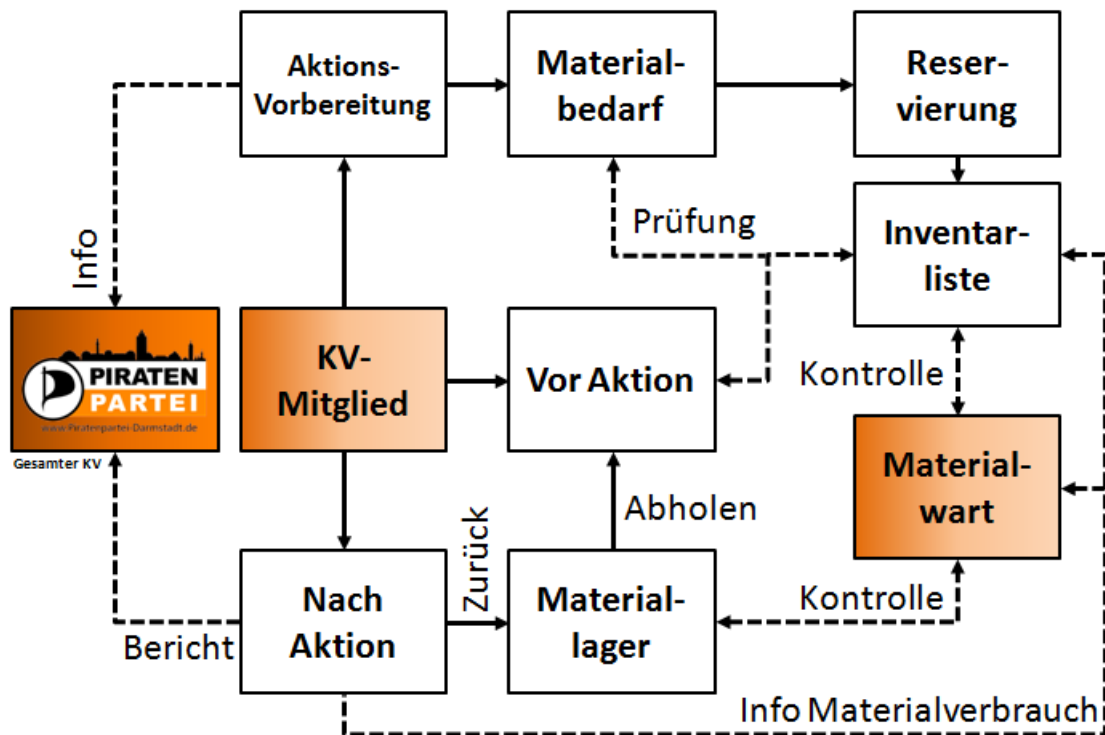 Aktions-
Vorbereitung
Material-
bedarf
Reser-
vierung
Info
Prüfung
Inventar-
liste
PIRATEN
PARTEI
www.Piratenpartei-Darmstadt.de
Gesamter KV
KV-
Mitglied
Vor Aktion
Kontrolle
Material-
wart
Abholen
Zurück
Nach
Aktion
Material-
lager
Kontrolle
Bericht
Info Materialverbrauch